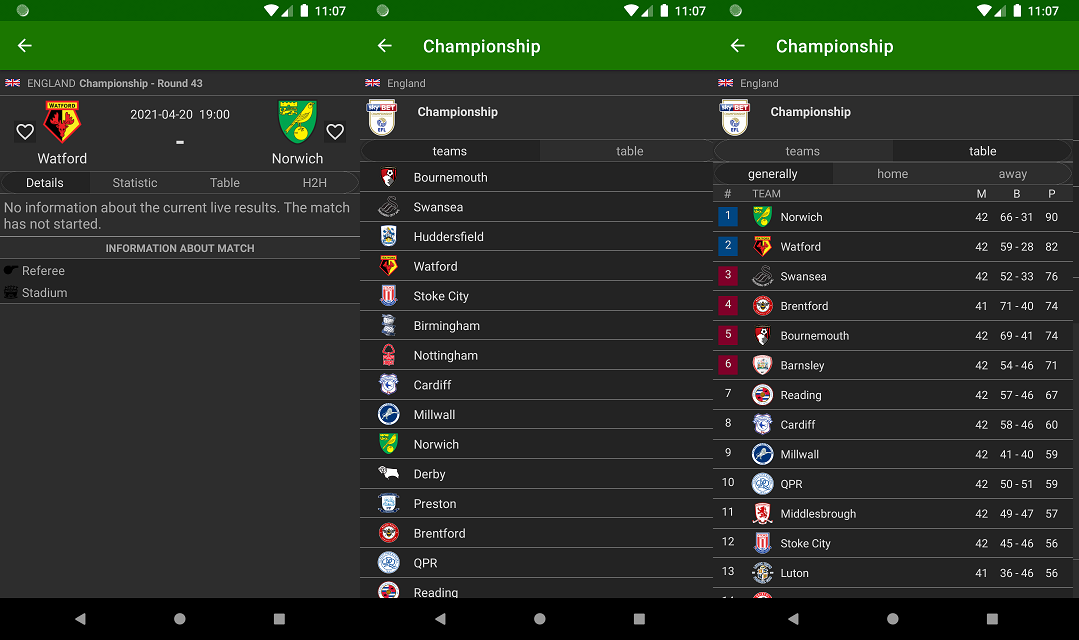 11:07
ENGLAND Championship - Round 43
WATFORD
2021-04-20 19:00
-
Watford
Norwich
Details Statistic Table H2H
No information about the current live results. The match
has not started.
INFORMATION ABOUT MATCH
Referee
Stadium
11:07
Championship
England
sky BET
EFL
Championship
teams table
Bournemouth
Swansea
Huddersfield
Watford
Stoke City
Birmingham
Nottingham
Cardiff
Millwall
Norwich
Derby
Preston
Brentford
QPR
Reading
11:07
Championship
England
sky BET
EFL
Championship
teams table
generally home away
# TEAM M B P
1 Norwich 42 66 - 31 90
2 Watford 42 59 - 28 82
3 Swansea 42 52 - 33 76
4 Brentford 41 71 - 40 74
5 Bournemouth 42 69 - 41 74
6 Barnsley 42 54 - 46 71
7 Reading 42 57 - 46 67
8 Cardiff 42 58 - 46 60
9 Millwall 42 41 - 40 59
10 QPR 42 50 - 51 59
11 Middlesbrough 42 49 - 47 57
12 Stoke City 42 45 - 46 56
13 Luton 41 36 - 46 56